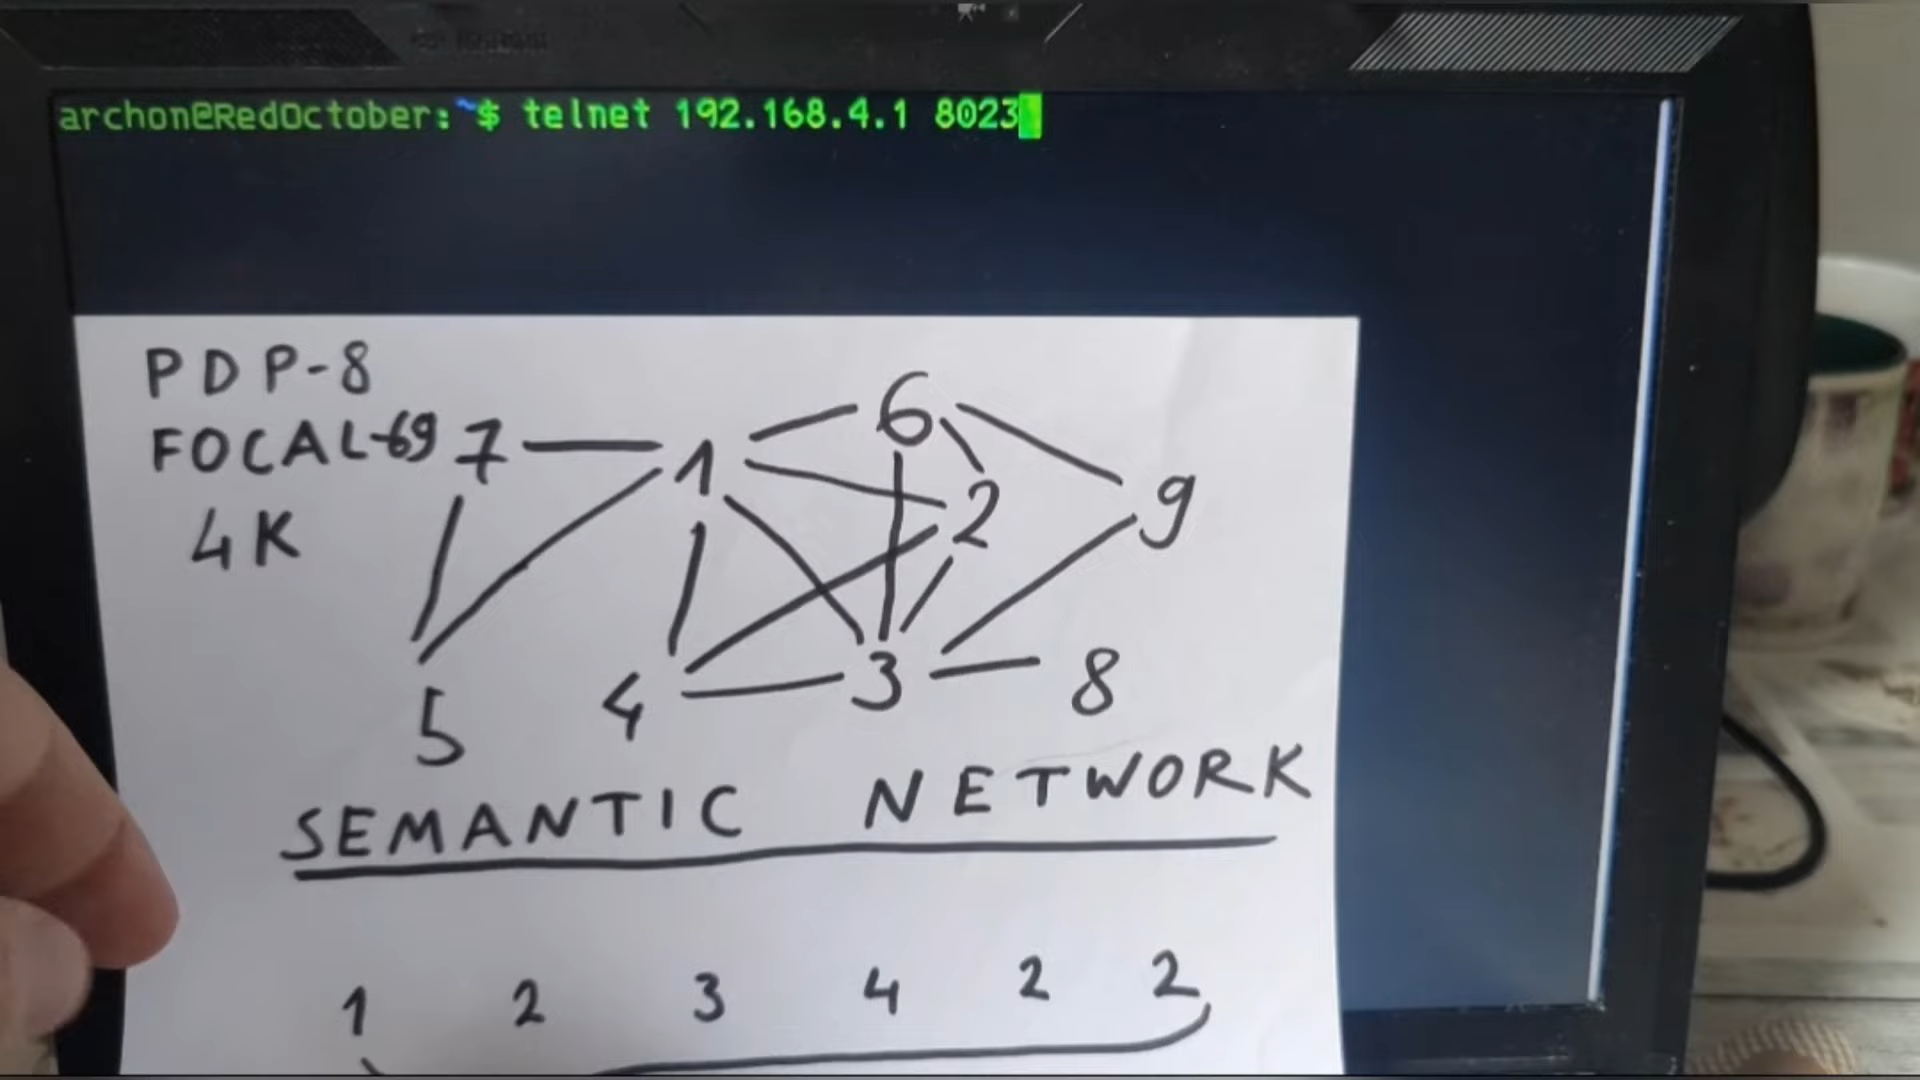 archon@RedOctober:~$ telnet 192.168.4.1 8023
PDP-8
FOCAL-69
4K
7 1 6 2 9
5 4 3 8
SEMANTIC NETWORK
1 2 3 4 2 2